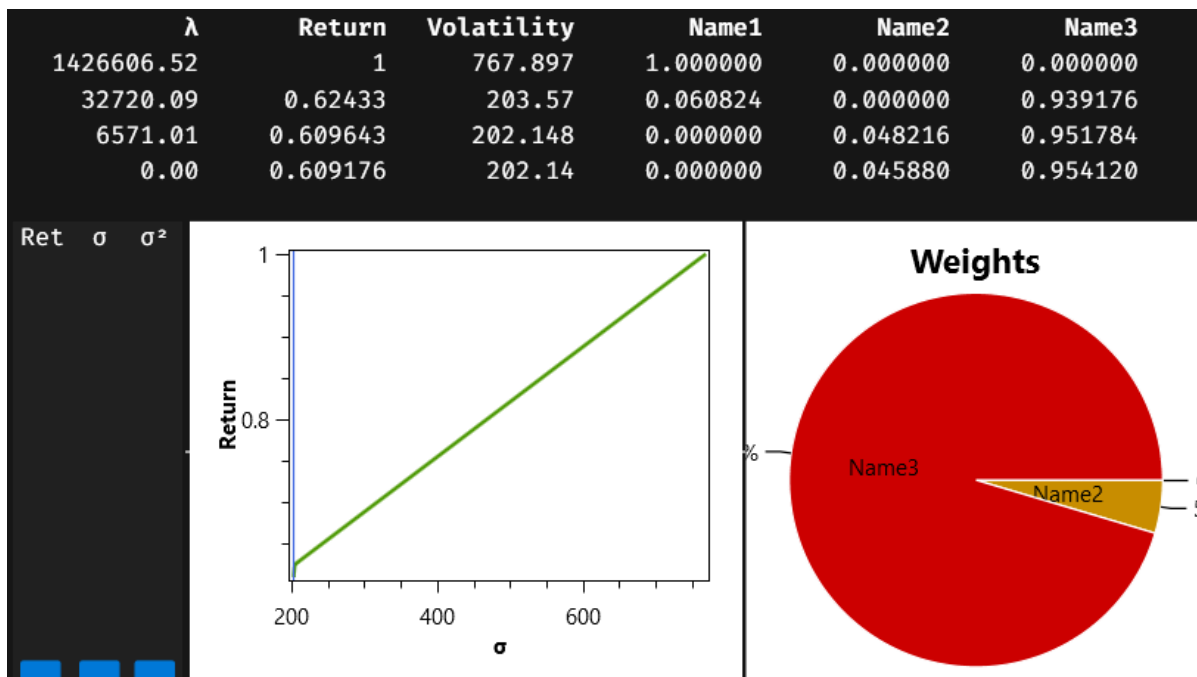 λ Return Volatility Name1 Name2 Name3
1426606.52 1 767.897 1.000000 0.000000 0.000000
32720.09 0.62433 203.57 0.060824 0.000000 0.939176
6571.01 0.609643 202.148 0.000000 0.048216 0.951784
0.00 0.609176 202.14 0.000000 0.045880 0.954120
Ret σ σ²
1
0.8
Return
200 400 600
σ
Weights
%
Name3
Name2